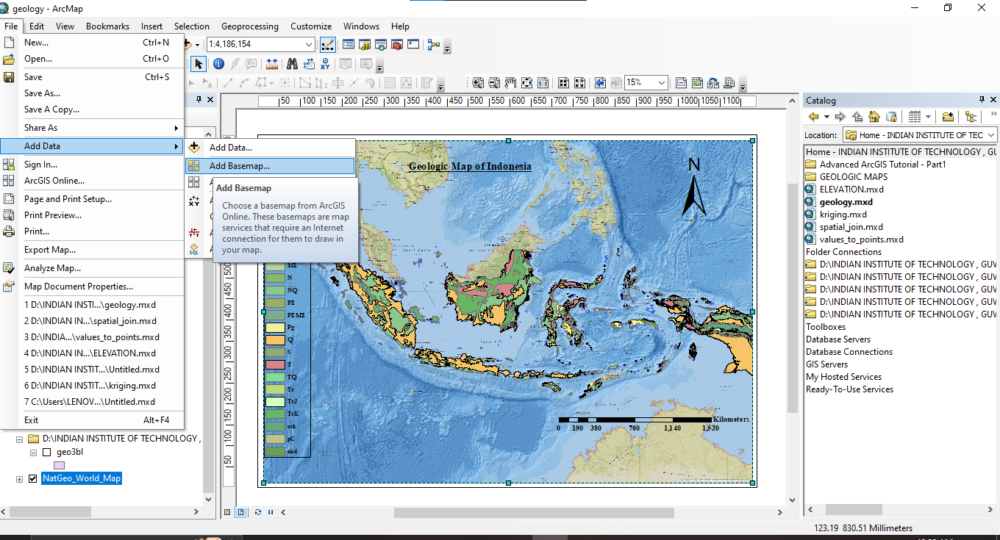 geology - ArcMap
File Edit View Bookmarks Insert Selection Geoprocessing Customize Windows Help
New... Ctrl+N
Open... Ctrl+O
Save Ctrl+S
Save As...
Save A Copy...
Share As
Add Data
Sign In...
ArcGIS Online...
Page and Print Setup...
Print Preview...
Print...
Export Map...
Analyze Map...
Map Document Properties...
1 D:\INDIAN INSTI...\geology.mxd
2 D:\INDIAN IN...\spatial_join.mxd
3 D:\INDIA...\values_to_points.mxd
4 D:\INDIAN IN...\ELEVATION.mxd
5 D:\INDIAN INSTIT...\Untitled.mxd
6 D:\INDIAN INSTIT...\kriging.mxd
7 C:\Users\LENOV...\Untitled.mxd
Exit Alt+F4
D:\INDIAN INSTITUTE OF TECHNOLOGY ,
geo3bl
NatGeo_World_Map
Add Data...
Add Basemap...
Add Basemap
Choose a basemap from ArcGIS
Online. These basemaps are map
services that require an Internet
connection for them to draw in
your map.
SQL
1:4,186,154
XY
1:1
15%
50 100 150 200 250 300 350 400 450 500 550 600 650 700 750 800 850 900 950 1000 1100
500
450
400
350
300
250
200
150
100
50
Geologic Map of Indonesia
N
MZ
N
NQ
PZ
PZ MZ
Pg
Q
S
T
TQ
Tr
TrJ
TrK
oth
pC
und
Kilometers
0 190 380 760 1,140 1,520
Catalog
Location: Home - INDIAN INSTITUTE OF TEC
Home - INDIAN INSTITUTE OF TECHNOLOGY , GU
Advanced ArcGIS Tutorial - Part1
GEOLOGIC MAPS
ELEVATION.mxd
geology.mxd
kriging.mxd
spatial_join.mxd
values_to_points.mxd
Folder Connections
D:\INDIAN INSTITUTE OF TECHNOLOGY , GUW
D:\INDIAN INSTITUTE OF TECHNOLOGY , GUW
D:\INDIAN INSTITUTE OF TECHNOLOGY , GUW
D:\INDIAN INSTITUTE OF TECHNOLOGY , GUW
D:\INDIAN INSTITUTE OF TECHNOLOGY , GUW
Toolboxes
Database Servers
Database Connections
GIS Servers
My Hosted Services
Ready-To-Use Services
123.19 830.51 Millimeters